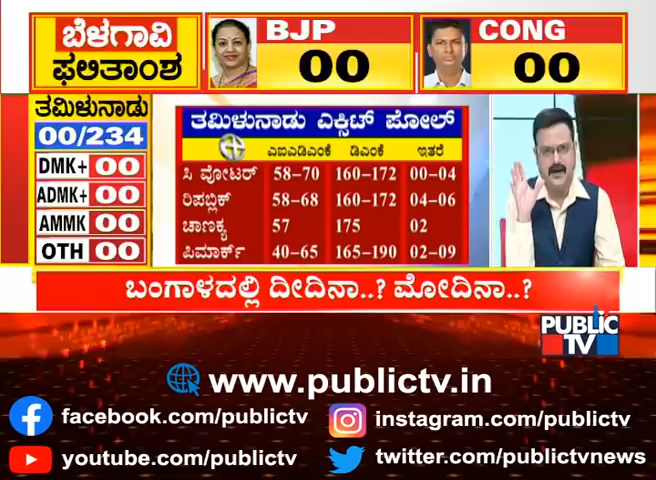 ಬೆಳಗಾವಿ
ಫಲಿತಾಂಶ
BJP
00
CONG
00
ತಮಿಳುನಾಡು
00/234
DMK+ 00
ADMK+ 00
AMMK 00
OTH 00
ತಮಿಳುನಾಡು ಎಕ್ಸಿಟ್ ಪೋಲ್
ಎಐಎಡಿಎಂಕೆ ಡಿಎಂಕೆ ಇತರೆ
ಸಿ ವೋಟರ್ 58-70 160-172 00-04
ರಿಪಬ್ಲಿಕ್ 58-68 160-172 04-06
ಚಾಣಕ್ಯ 57 175 02
ಪಿಮಾರ್ಕ್ 40-65 165-190 02-09
ಬಂಗಾಳದಲ್ಲಿ ದೀದಿನಾ..? ಮೋದಿನಾ..?
PUBLIC
TV
www.publictv.in
facebook.com/publictv
instagram.com/publictv
youtube.com/publictv
twitter.com/publictvnews